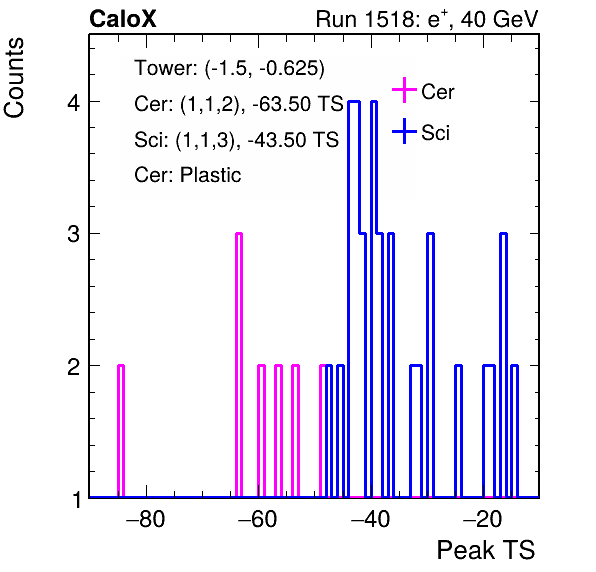 CaloX Run 1518: e⁺, 40 GeV
Counts
Tower: (-1.5, -0.625)
Cer: (1,1,2), -63.50 TS
Sci: (1,1,3), -43.50 TS
Cer: Plastic
Cer
Sci
4
3
2
1
−80 −60 −40 −20
Peak TS